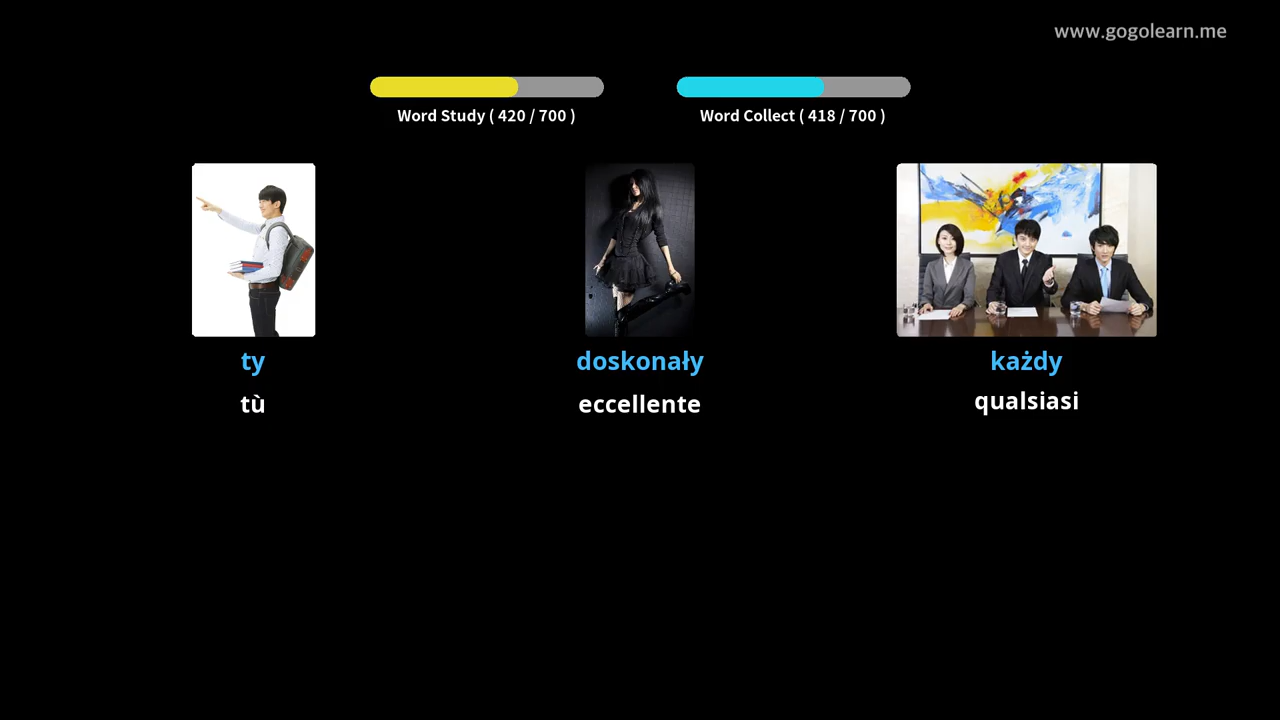 www.gogolearn.me
Word Study ( 420 / 700 )
Word Collect ( 418 / 700 )
ty
doskonały
każdy
tù
eccellente
qualsiasi